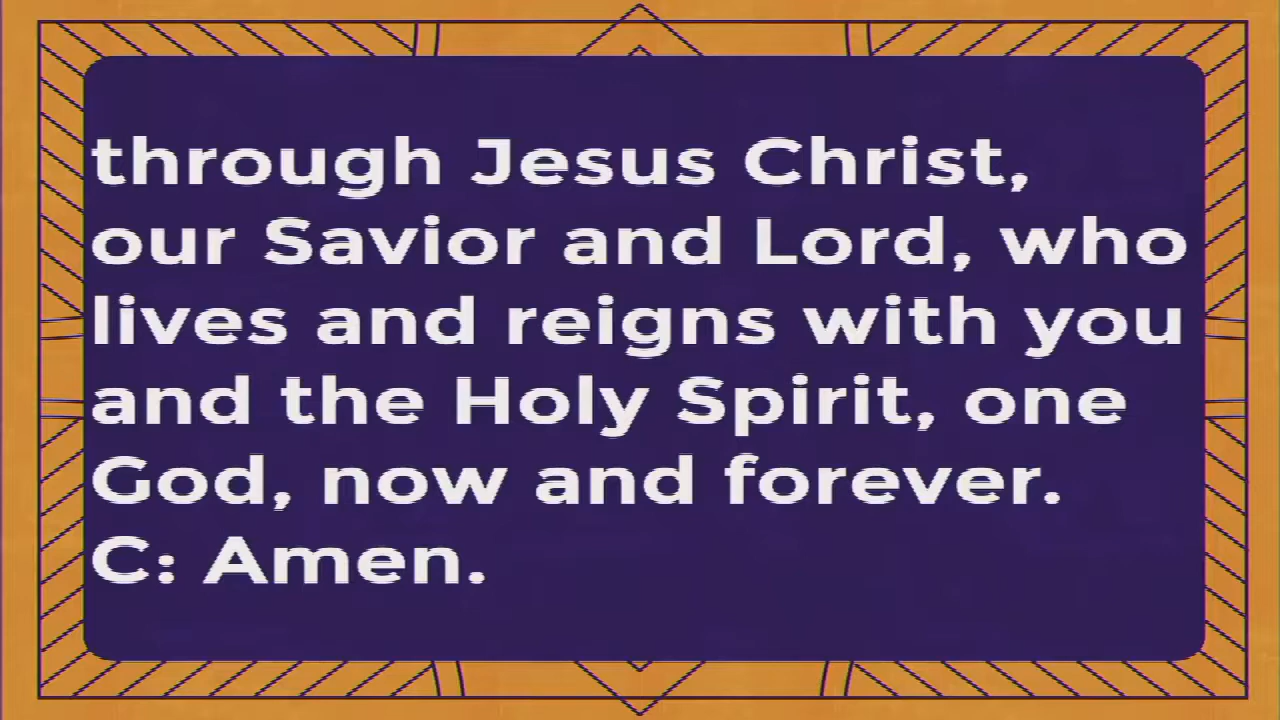 through Jesus Christ,
our Savior and Lord, who
lives and reigns with you
and the Holy Spirit, one
God, now and forever.
C: Amen.